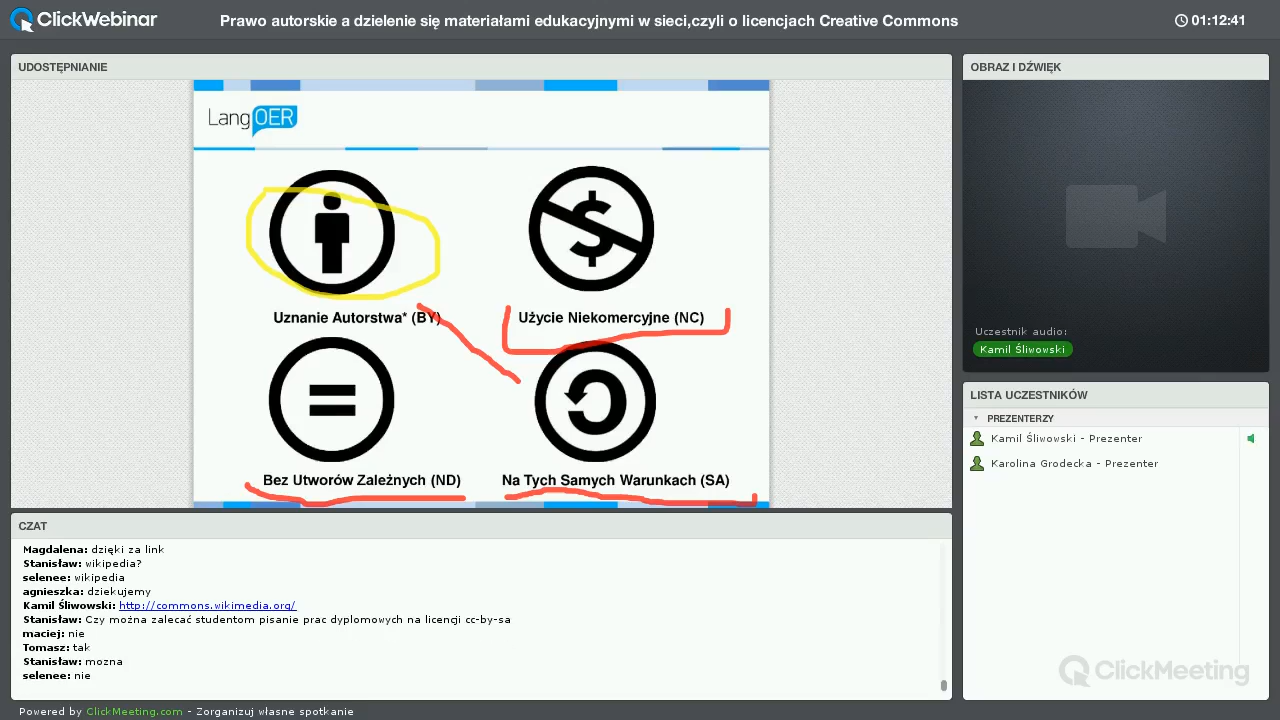 ClickWebinar
Prawo autorskie a dzielenie się materiałami edukacyjnymi w sieci,czyli o licencjach Creative Commons
01:12:41
UDOSTĘPNIANIE
LangOER
Uznanie Autorstwa* (BY)
Użycie Niekomercyjne (NC)
Bez Utworów Zależnych (ND)
Na Tych Samych Warunkach (SA)
OBRAZ I DŹWIĘK
Uczestnik audio:
Kamil Śliwowski
LISTA UCZESTNIKÓW
PREZENTERZY
Kamil Śliwowski - Prezenter
Karolina Grodecka - Prezenter
CZAT
Magdalena: dzięki za link
Stanisław: wikipedia?
selenee: wikipedia
agnieszka: dziekujemy
Kamil Śliwowski: http://commons.wikimedia.org/
Stanisław: Czy można zalecać studentom pisanie prac dyplomowych na licencji cc-by-sa
maciej: nie
Tomasz: tak
Stanisław: mozna
selenee: nie
ClickMeeting
Powered by ClickMeeting.com - Zorganizuj własne spotkanie